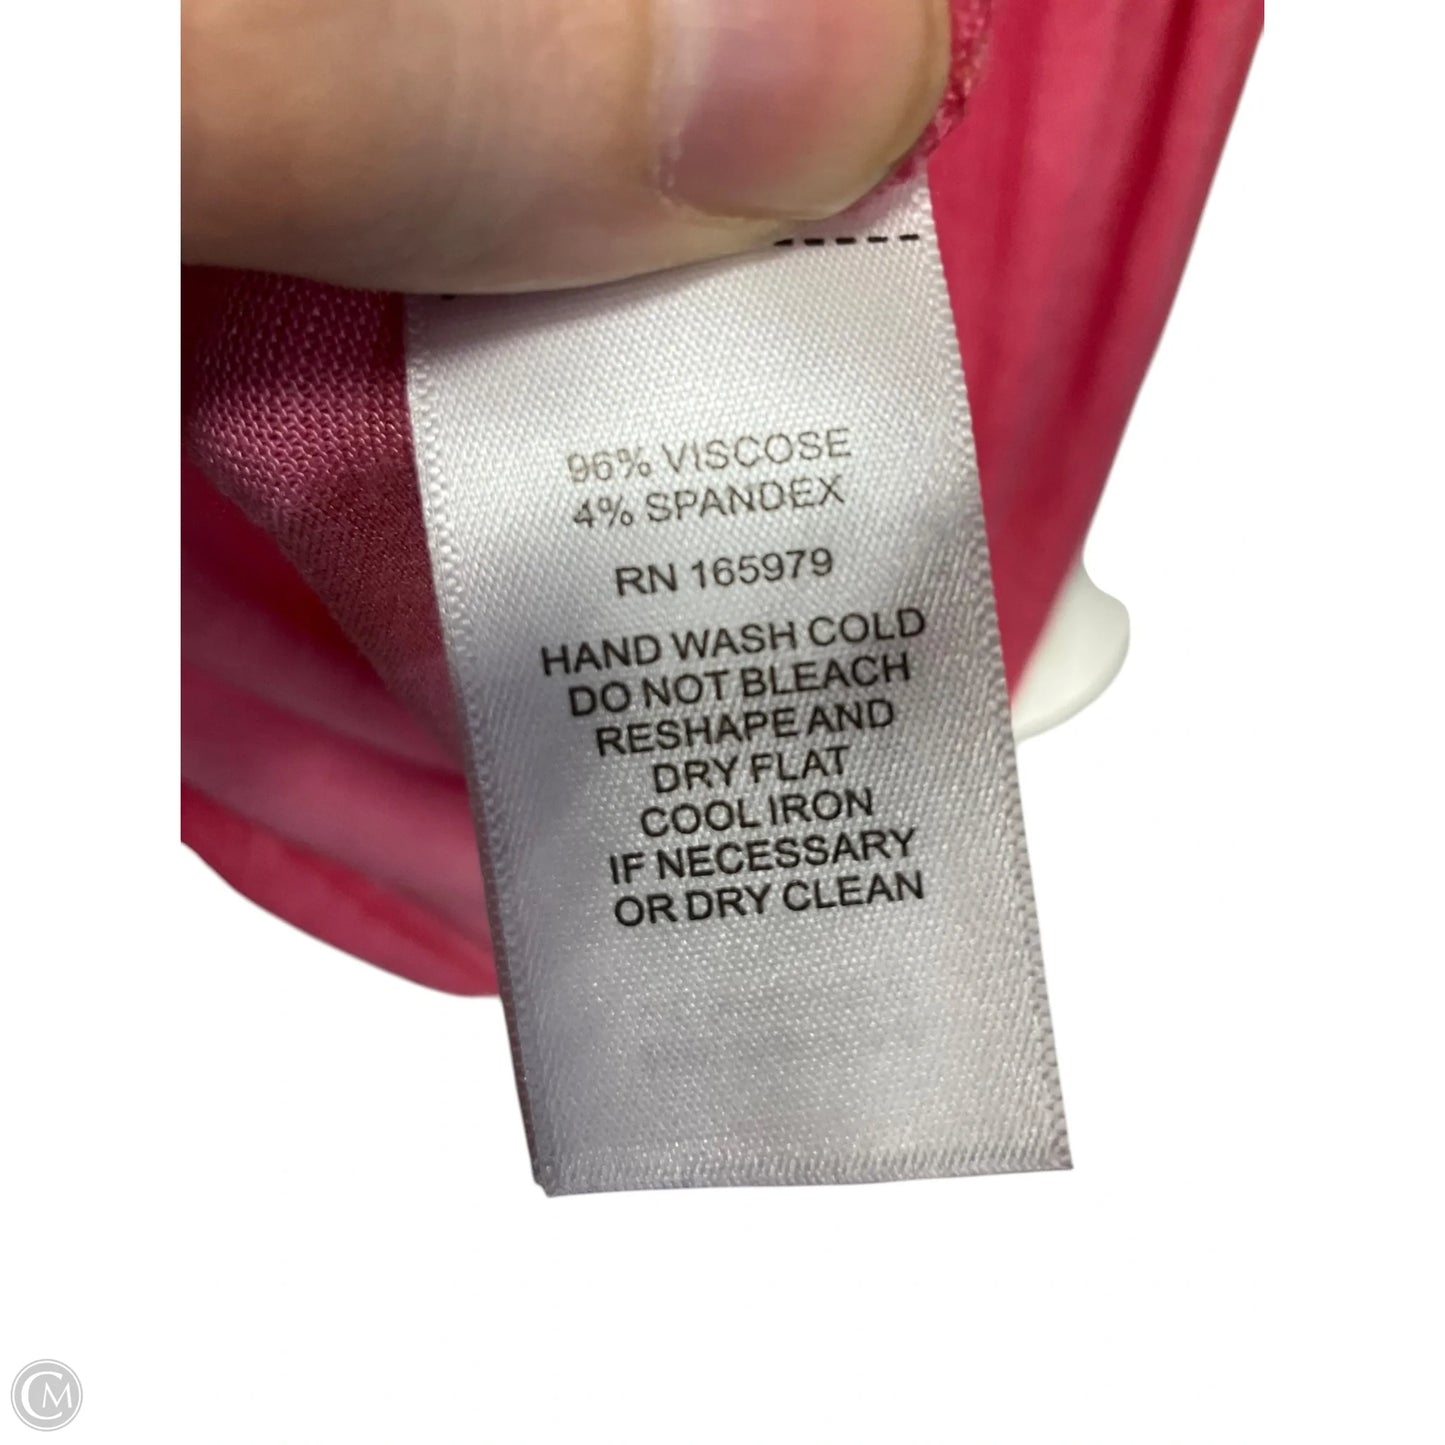 96% VISCOSE
4% SPANDEX
RN 165979
HAND WASH COLD
DO NOT BLEACH
RESHAPE AND
DRY FLAT
COOL IRON
IF NECESSARY
OR DRY CLEAN
CM